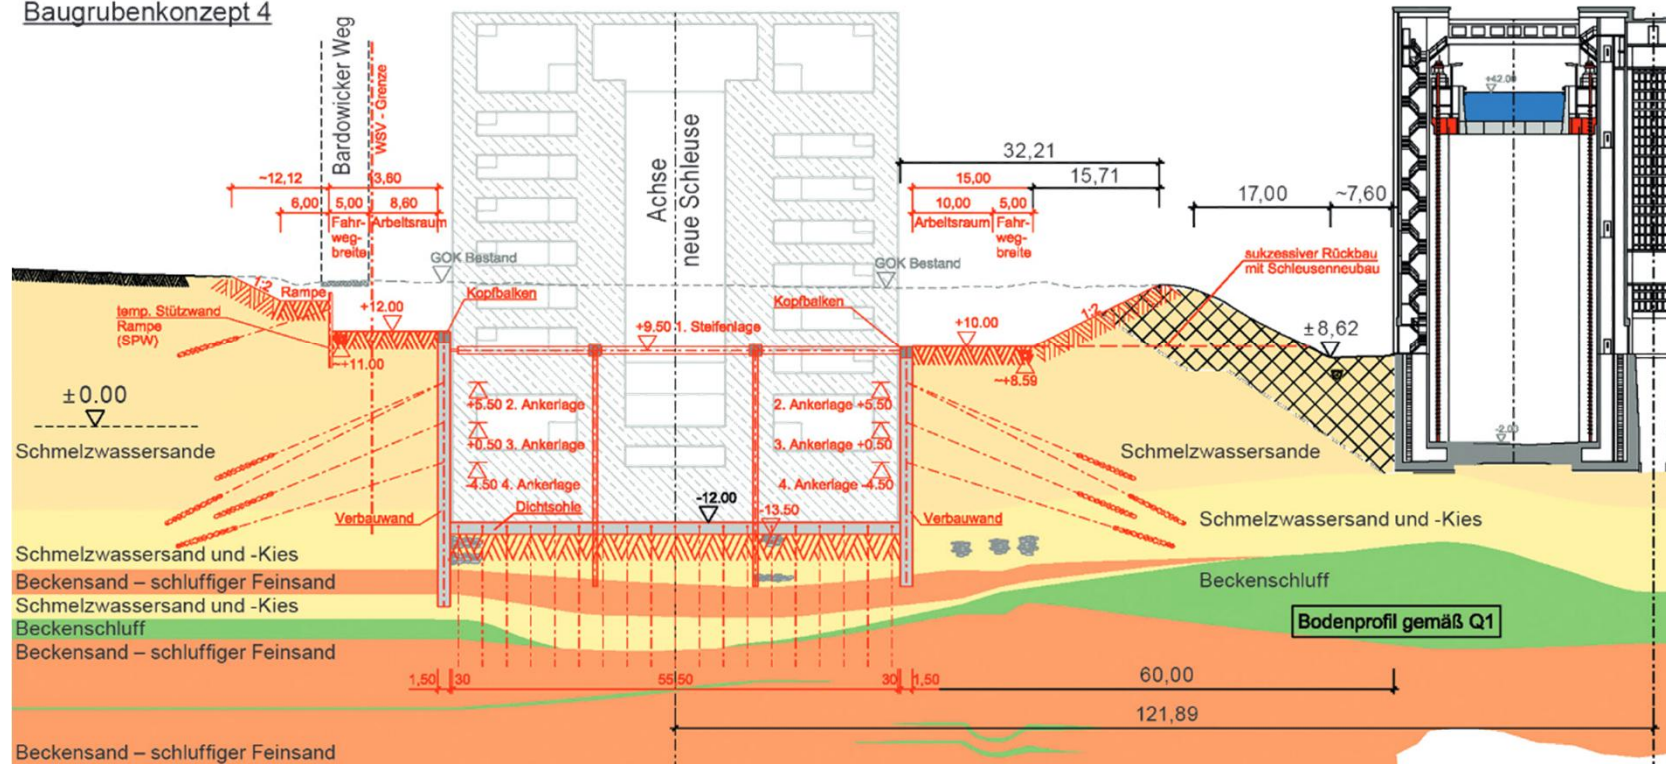 Baugrubenkonzept 4
Bardowicker Weg
WSV - Grenze
Achse
neue Schleuse
+42.00
32,21
~12,12
3,60
15,00
15,71
17,00
~7,60
6,00
5,00
8,60
10,00
5,00
Fahr-
weg-
breite
Arbeitsraum
Arbeitsraum
Fahr-
weg-
breite
GOK Bestand
GOK Bestand
sukzessiver Rückbau
mit Schleusenneubau
1:2
Rampe
Kopfbalken
Kopfbalken
1:2
temp. Stützwand
Rampe
(SPW)
+12.00
+9.50 1. Steifenlage
+10.00
±8,62
~+11.00
~+8.59
±0.00
+5.50 2. Ankerlage
2. Ankerlage +5.50
+0.50 3. Ankerlage
3. Ankerlage +0.50
-2.00
Schmelzwassersande
Schmelzwassersande
-4.50 4. Ankerlage
4. Ankerlage -4.50
-12.00
Dichtsohle
-13.50
Verbauwand
Verbauwand
Schmelzwassersand und -Kies
Schmelzwassersand und -Kies
Beckensand – schluffiger Feinsand
Beckenschluff
Schmelzwassersand und -Kies
Beckenschluff
Bodenprofil gemäß Q1
Beckensand – schluffiger Feinsand
1,50
30
55,50
30
1,50
60,00
121,89
Beckensand – schluffiger Feinsand